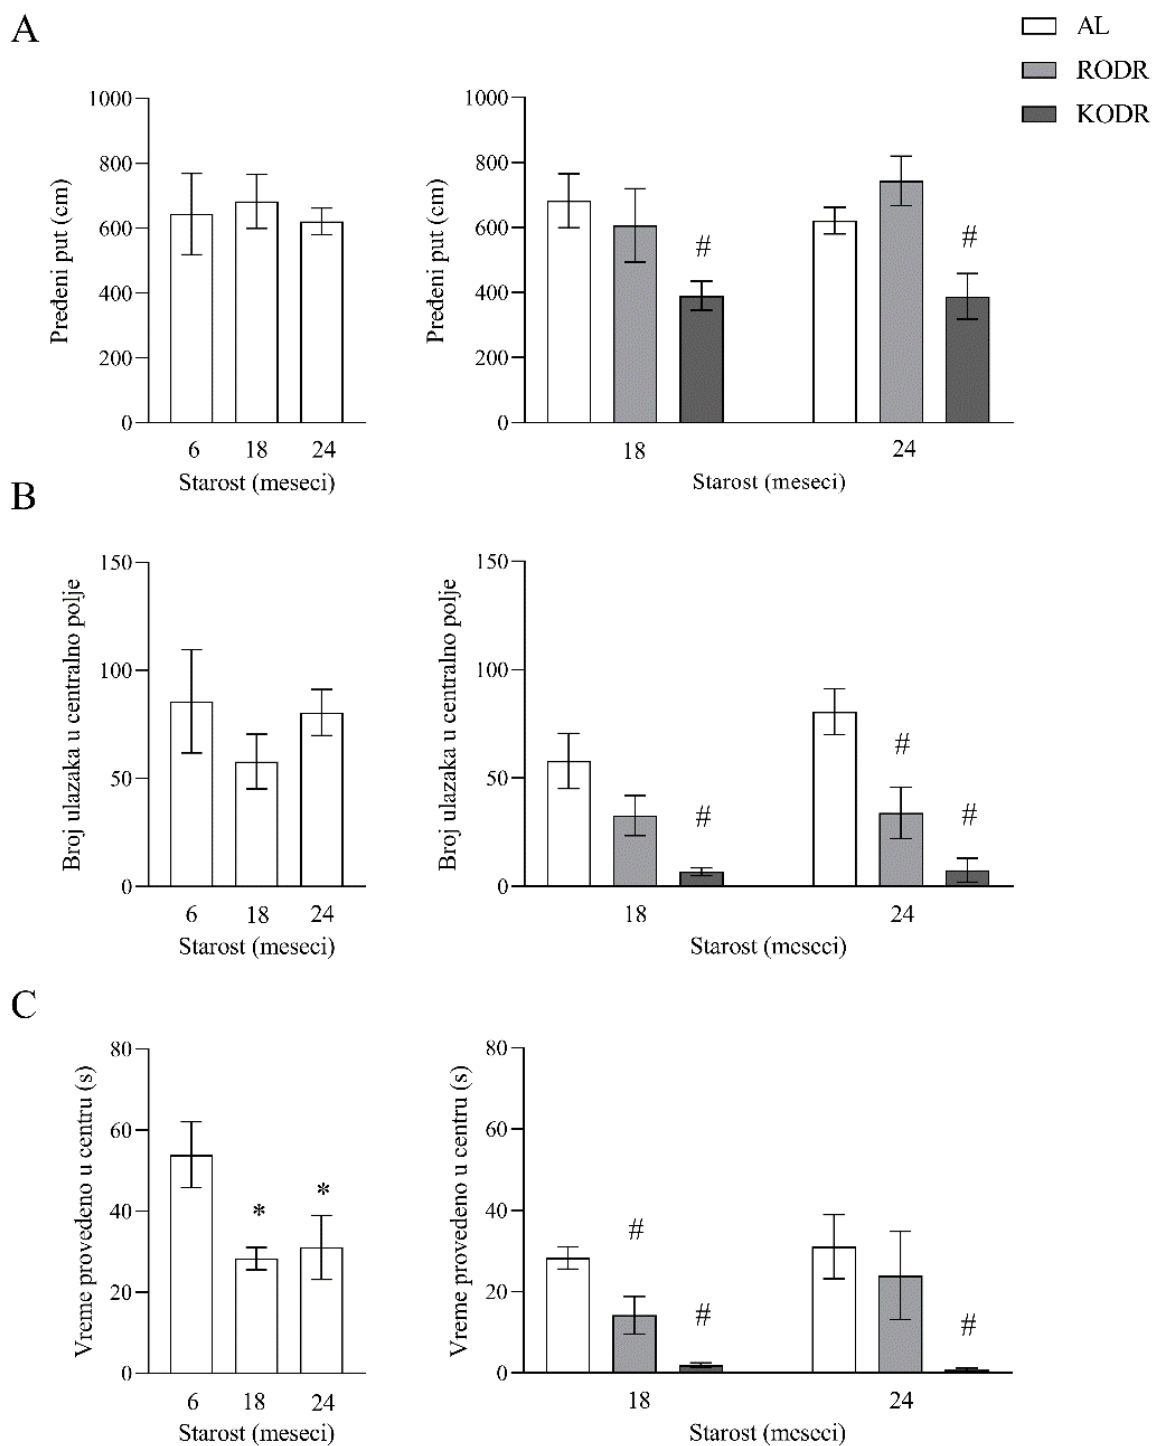 A
AL
RODR
KODR
Pređeni put (cm)
1000
800
600
400
200
0
6 18 24
Starost (meseci)
Pređeni put (cm)
1000
800
600
400
200
0
#
#
18 24
Starost (meseci)
B
Broj ulazaka u centralno polje
150
100
50
0
6 18 24
Starost (meseci)
Broj ulazaka u centralno polje
150
100
50
0
#
#
#
18 24
Starost (meseci)
C
Vreme provedeno u centru (s)
80
60
40
20
0
*
*
6 18 24
Starost (meseci)
Vreme provedeno u centru (s)
80
60
40
20
0
#
#
#
18 24
Starost (meseci)